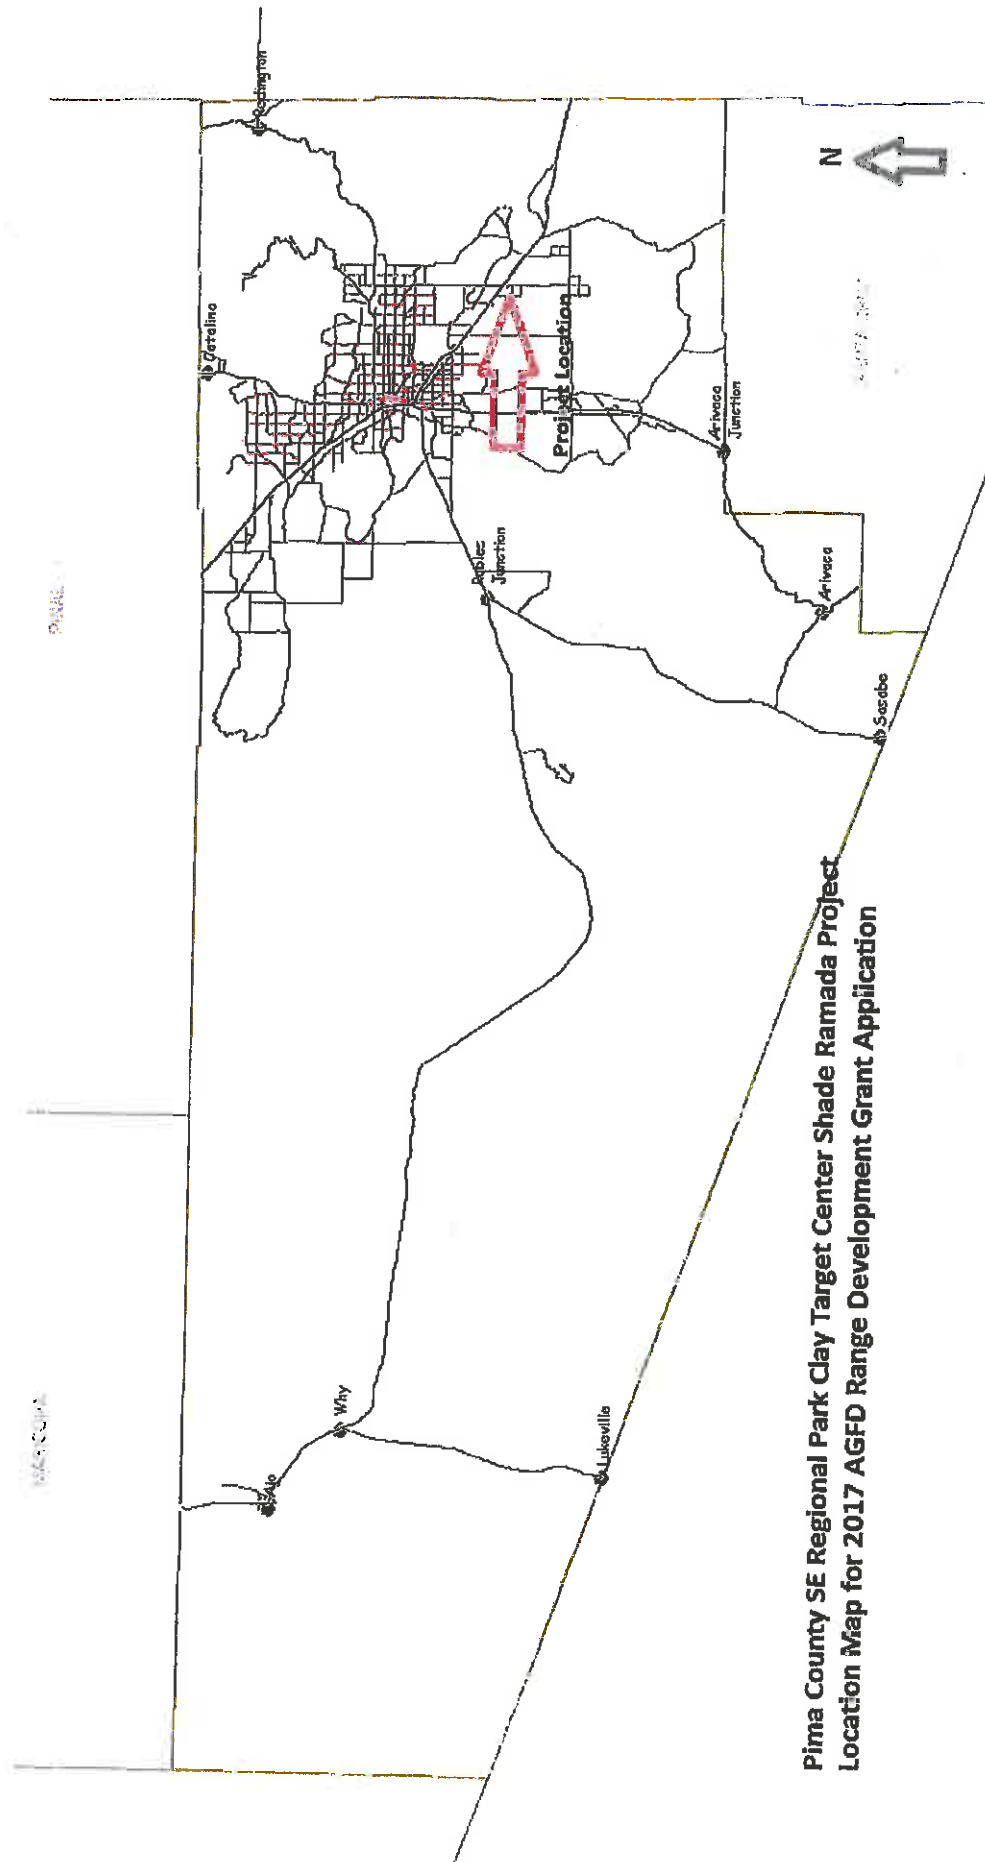 PINAL
Redington
Catalina
Project Location
Robles
Junction
Arivaca
Junction
Arivaca
Sasabe
Why
Ajo
Lukeville
N
Pima County SE Regional Park Clay Target Center Shade Ramada Project
Location Map for 2017 AGFD Range Development Grant Application